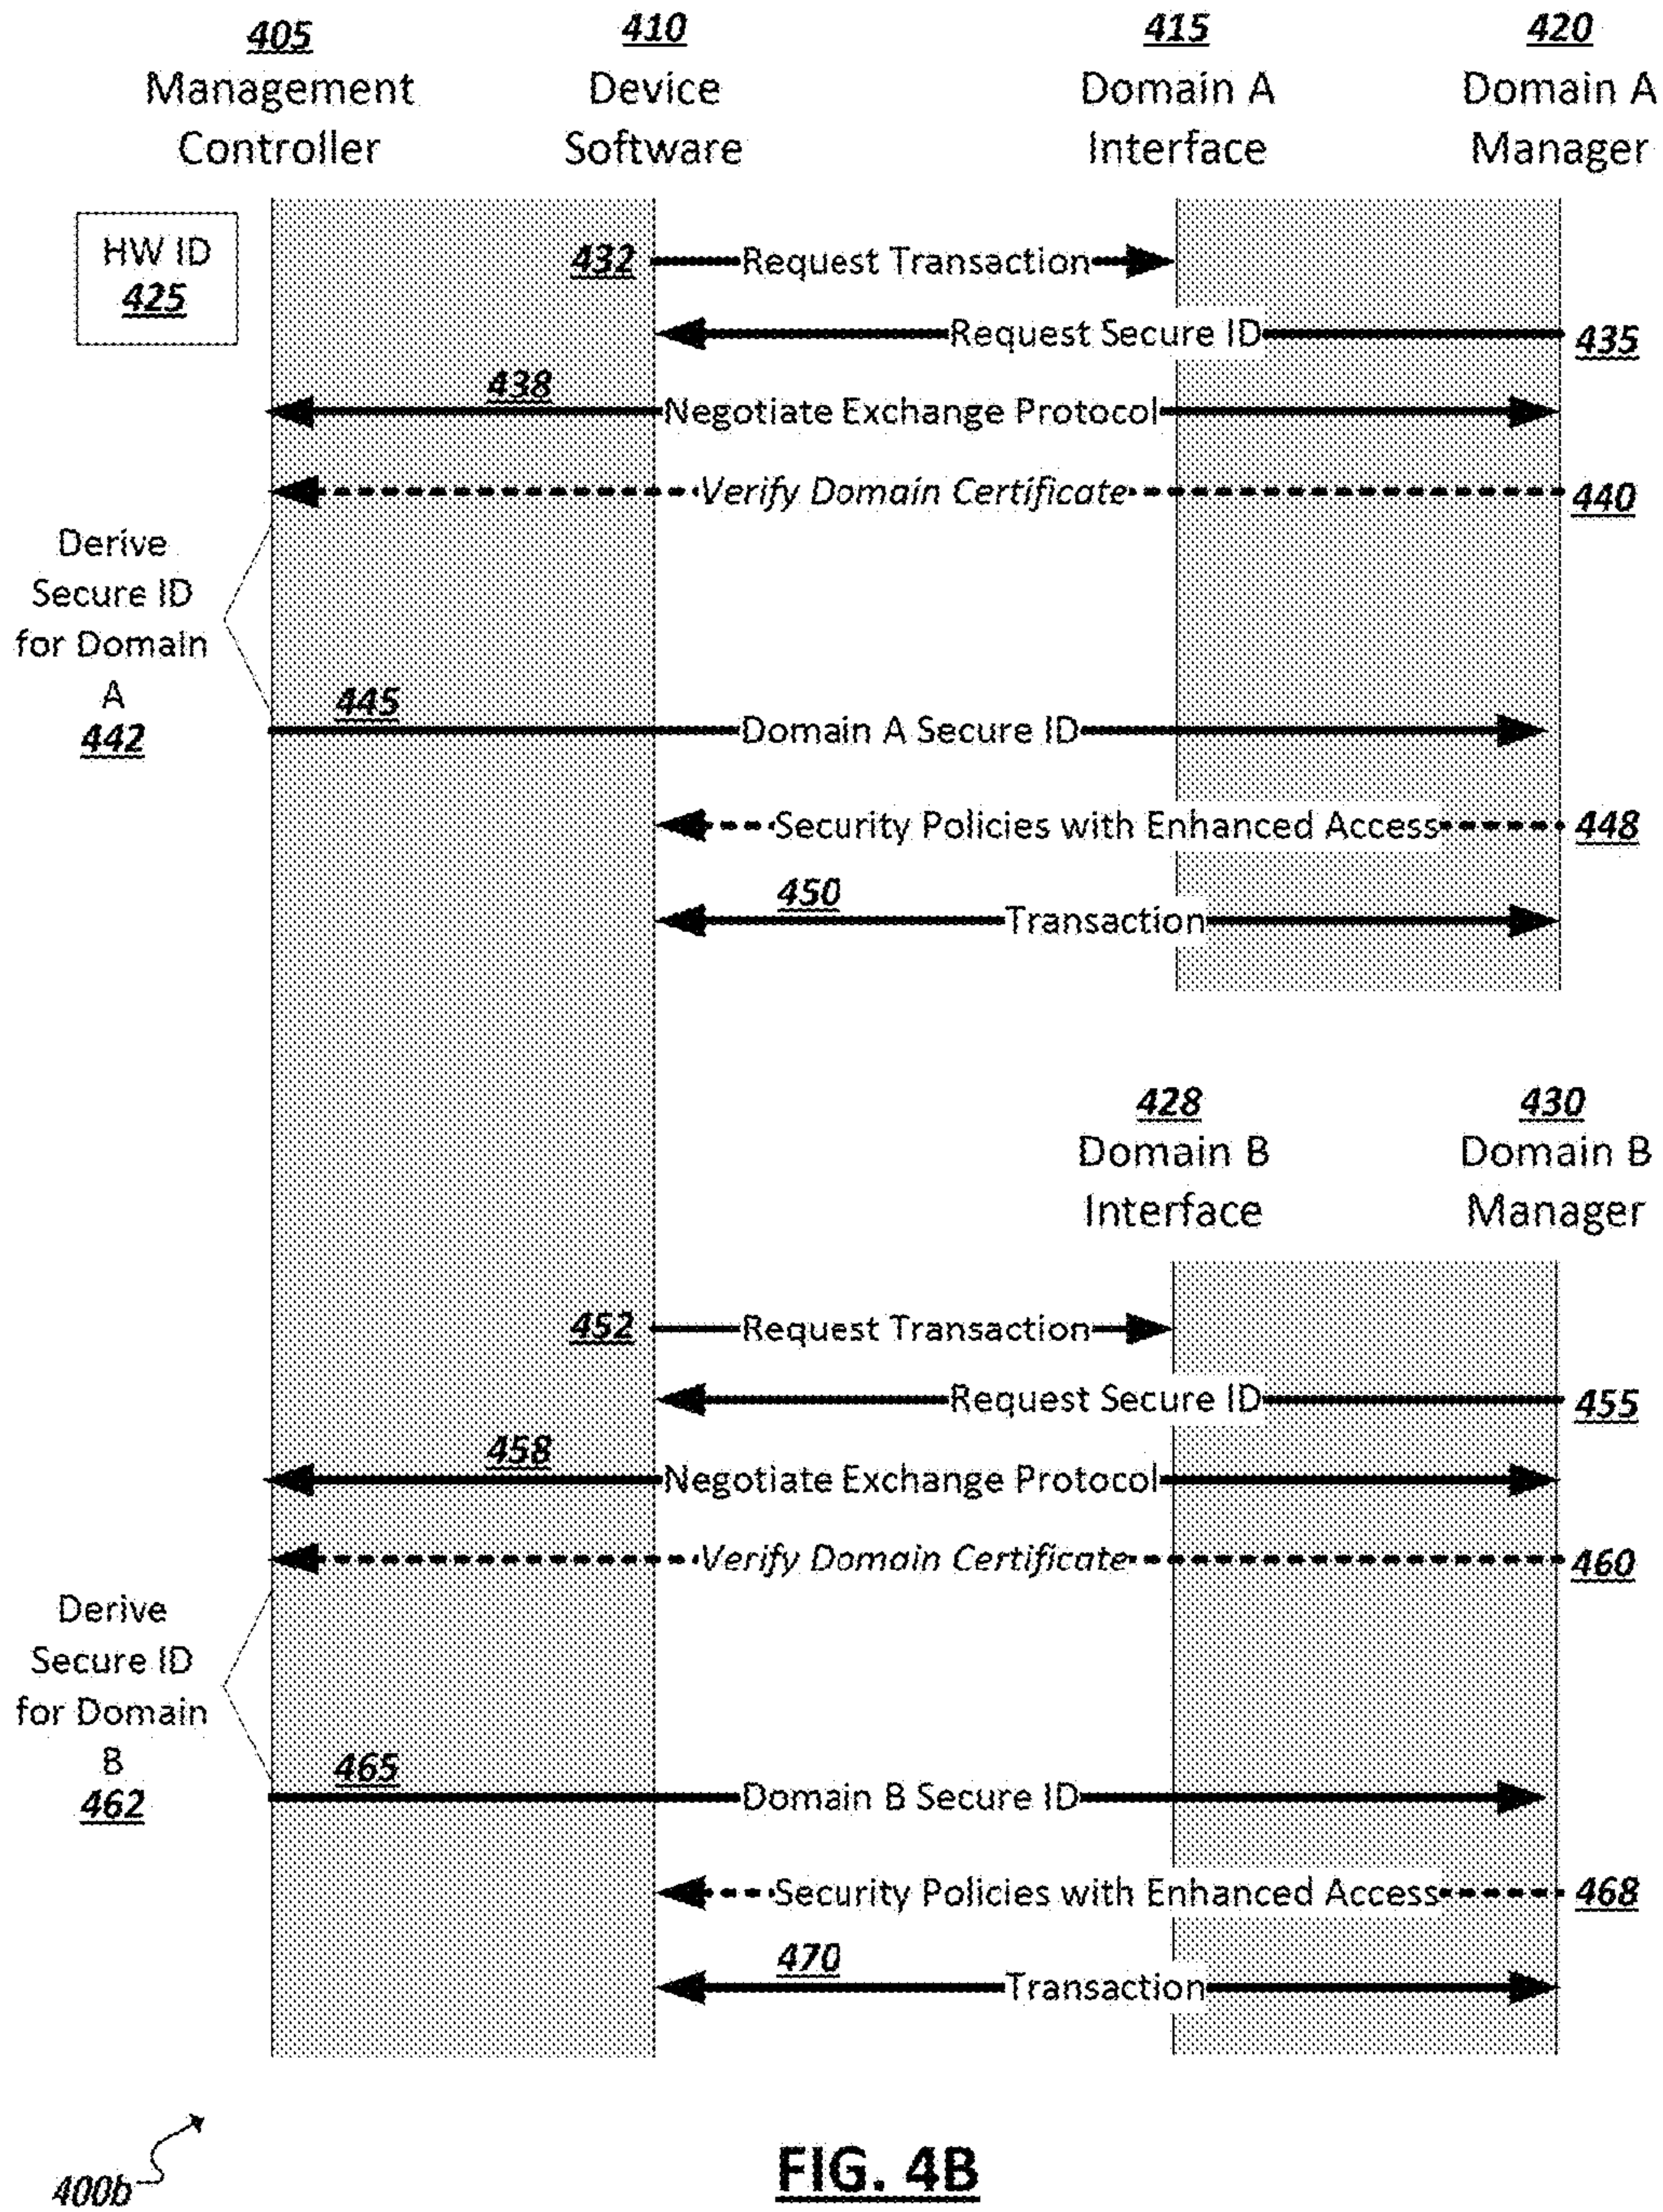 405
Management
Controller
410
Device
Software
415
Domain A
Interface
420
Domain A
Manager
HW ID
425
432
Request Transaction
Request Secure ID
435
438
Negotiate Exchange Protocol
Verify Domain Certificate
440
Derive
Secure ID
for Domain
A
442
445
Domain A Secure ID
Security Policies with Enhanced Access
448
450
Transaction
428
Domain B
Interface
430
Domain B
Manager
452
Request Transaction
Request Secure ID
455
458
Negotiate Exchange Protocol
Verify Domain Certificate
460
Derive
Secure ID
for Domain
B
462
465
Domain B Secure ID
Security Policies with Enhanced Access
468
470
Transaction
400b
FIG. 4B